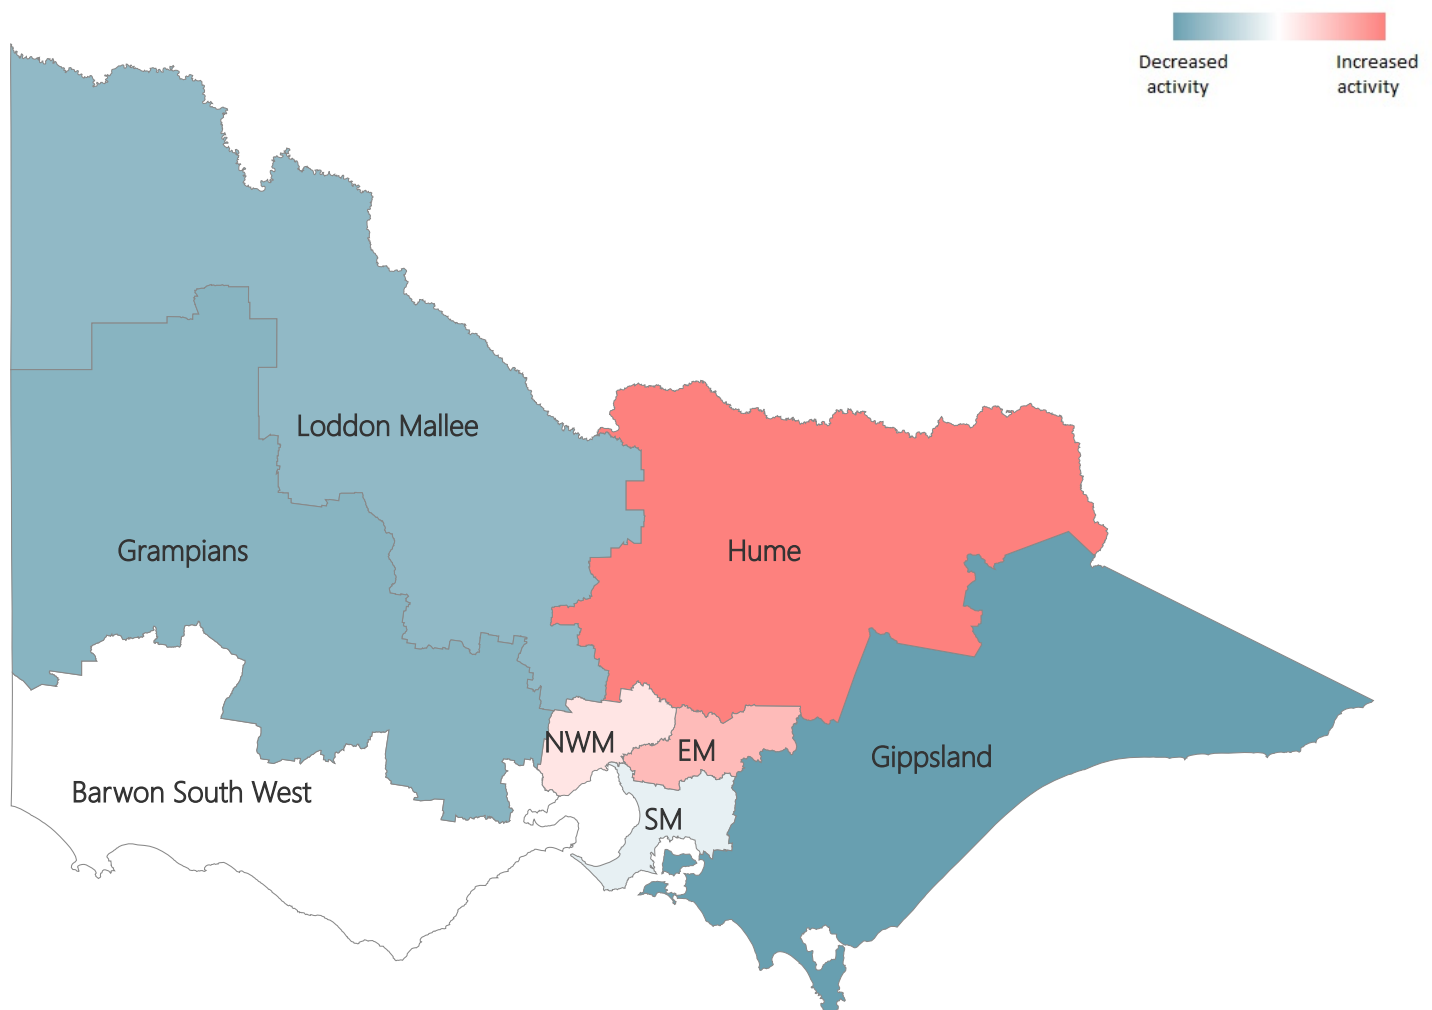 Decreased
activity
Increased
activity
Loddon Mallee
Grampians
Hume
NWM
EM
Gippsland
Barwon South West
SM